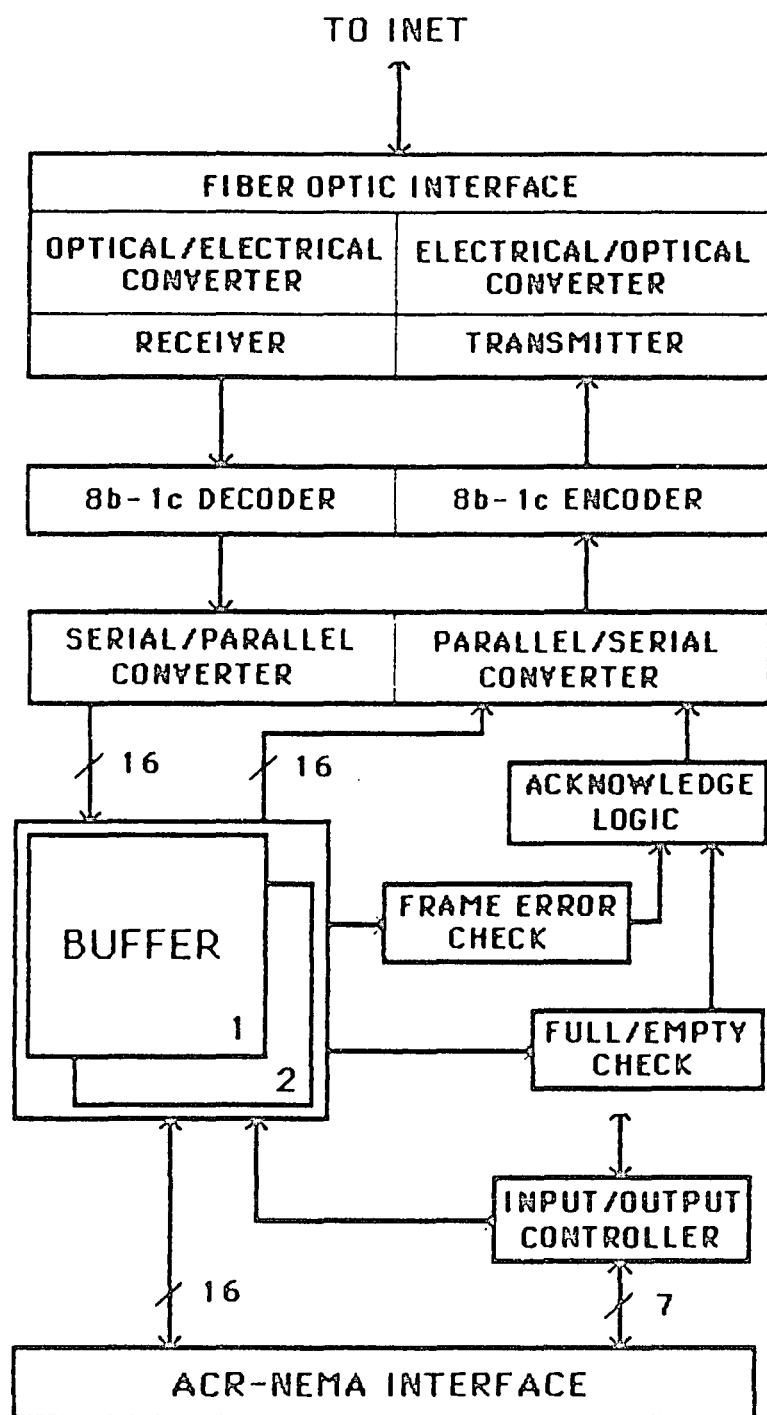 TO INET
FIBER OPTIC INTERFACE
OPTICAL/ELECTRICAL
CONVERTER
ELECTRICAL/OPTICAL
CONVERTER
RECEIVER
TRANSMITTER
8b-1c DECODER
8b-1c ENCODER
SERIAL/PARALLEL
CONVERTER
PARALLEL/SERIAL
CONVERTER
16
16
ACKNOWLEDGE
LOGIC
FRAME ERROR
CHECK
BUFFER
1
2
FULL/EMPTY
CHECK
INPUT/OUTPUT
CONTROLLER
16
7
ACR-NEMA INTERFACE